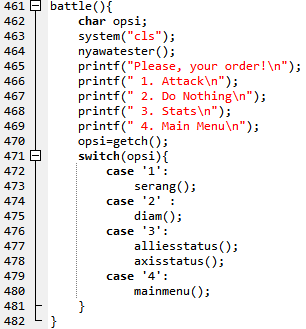 461 battle(){
462 char opsi;
463 system("cls");
464 nyawatester();
465 printf("Please, your order!\n");
466 printf(" 1. Attack\n");
467 printf(" 2. Do Nothing\n");
468 printf(" 3. Stats\n");
469 printf(" 4. Main Menu\n");
470 opsi=getch();
471 switch(opsi){
472 case '1':
473 serang();
474 case '2' :
475 diam();
476 case '3':
477 alliesstatus();
478 axisstatus();
479 case '4':
480 mainmenu();
481 }
482 }